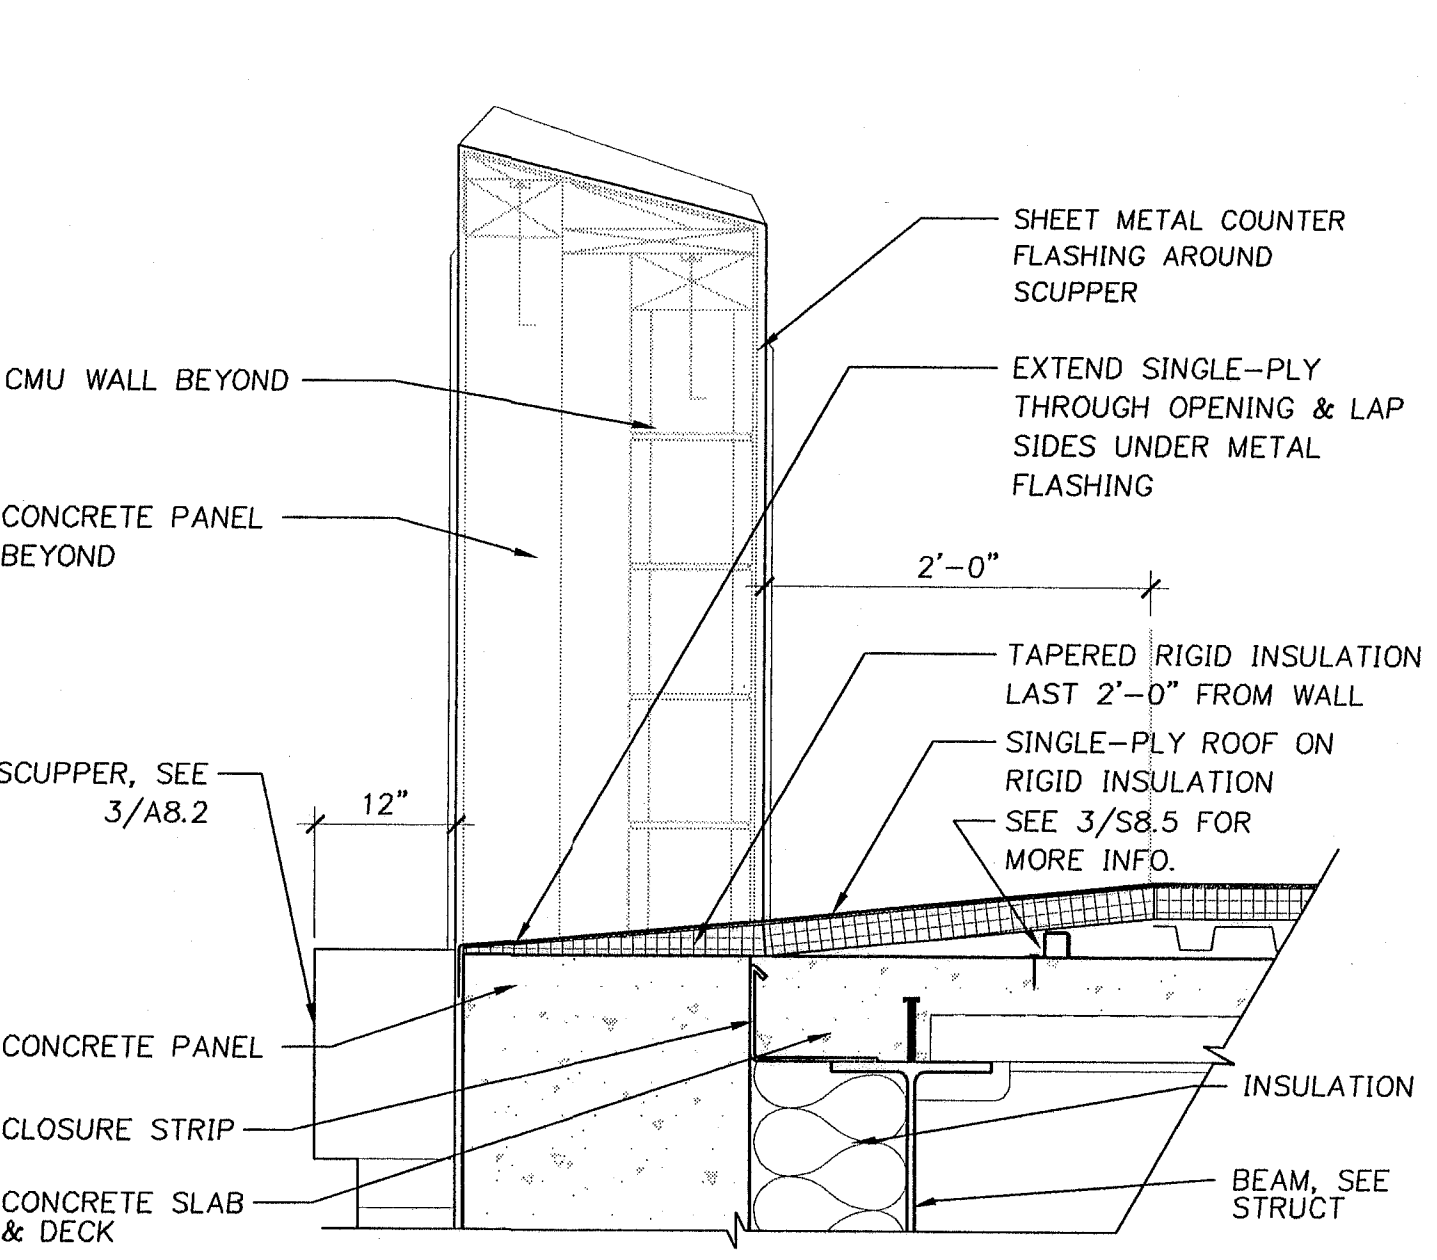 SHEET METAL COUNTER
FLASHING AROUND
SCUPPER
CMU WALL BEYOND
EXTEND SINGLE-PLY
THROUGH OPENING & LAP
SIDES UNDER METAL
FLASHING
CONCRETE PANEL
BEYOND
2'-0"
TAPERED RIGID INSULATION
LAST 2'-0" FROM WALL
SINGLE-PLY ROOF ON
RIGID INSULATION
SCUPPER, SEE
3/A8.2
12"
SEE 3/S8.5 FOR
MORE INFO.
CONCRETE PANEL
CLOSURE STRIP
CONCRETE SLAB
& DECK
INSULATION
BEAM, SEE
STRUCT